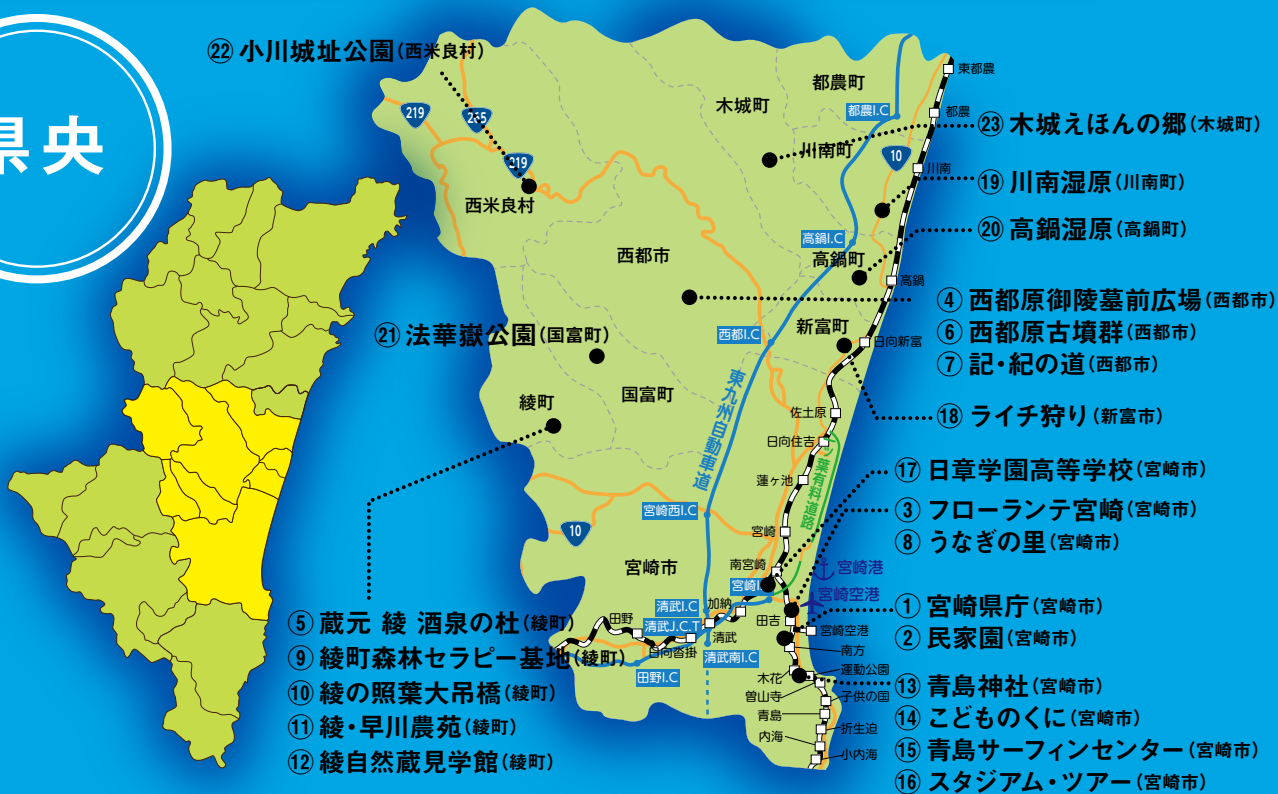 県央
㉒ 小川城址公園(西米良村)
㉓ 木城えほんの郷(木城町)
⑲ 川南湿原(川南町)
⑳ 高鍋湿原(高鍋町)
④ 西都原御陵墓前広場(西都市)
⑥ 西都原古墳群(西都市)
⑦ 記・紀の道(西都市)
⑱ ライチ狩り(新富市)
⑰ 日章学園高等学校(宮崎市)
③ フローランテ宮崎(宮崎市)
⑧ うなぎの里(宮崎市)
① 宮崎県庁(宮崎市)
② 民家園(宮崎市)
⑬ 青島神社(宮崎市)
⑭ こどものくに(宮崎市)
⑮ 青島サーフィンセンター(宮崎市)
⑯ スタジアム・ツアー(宮崎市)
㉑ 法華嶽公園(国富町)
⑤ 蔵元 綾 酒泉の杜(綾町)
⑨ 綾町森林セラピー基地(綾町)
⑩ 綾の照葉大吊橋(綾町)
⑪ 綾・早川農苑(綾町)
⑫ 綾自然蔵見学館(綾町)
都農町
木城町
川南町
西米良村
西都市
高鍋町
新富町
国富町
綾町
宮崎市
219
265
219
10
10
都農I.C
高鍋I.C
西都I.C
宮崎西I.C
宮崎I
清武I.C
清武J.C.T
清武南I.C
田野I.C
東九州自動車道
一ツ葉有料道路
東都農
都農
川南
高鍋
日向新富
佐土原
日向住吉
蓮ヶ池
宮崎
南宮崎
宮崎港
宮崎空港
加納
田吉
宮崎空港
田野
日向沓掛
清武
南方
木花
運動公園
曽山寺
子供の国
青島
折生迫
内海
小内海